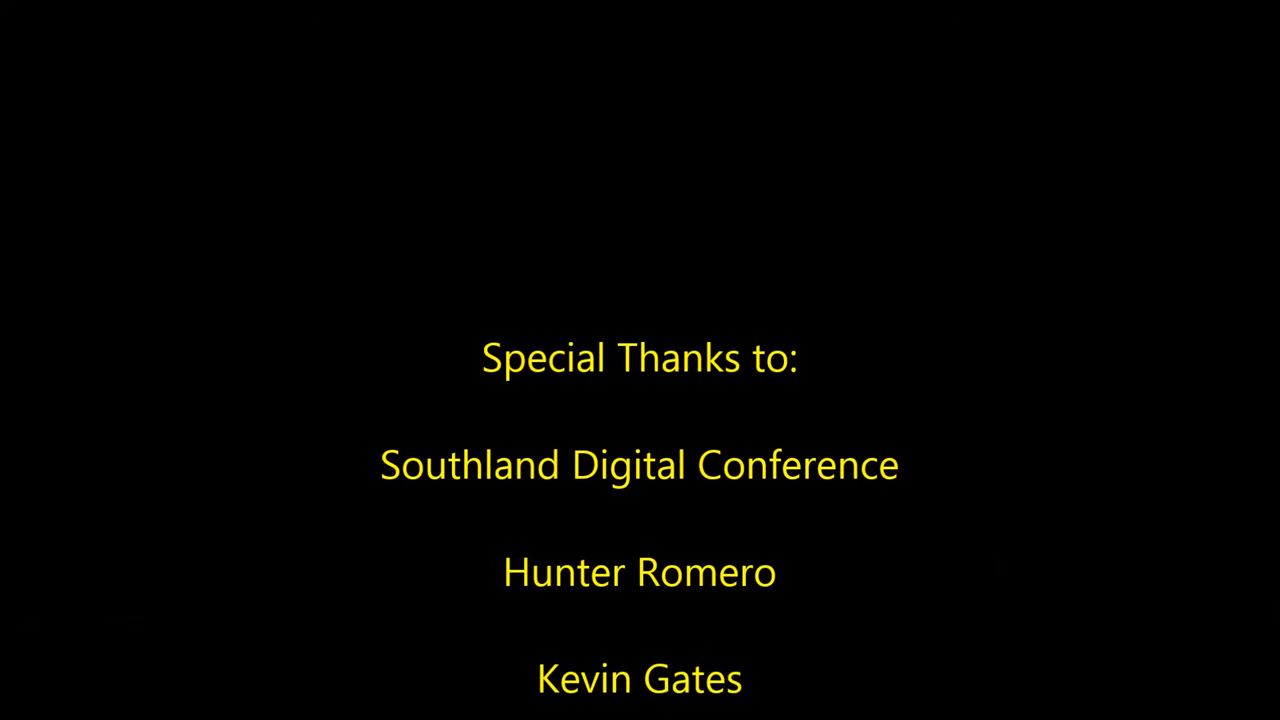 Special Thanks to:
Southland Digital Conference
Hunter Romero
Kevin Gates